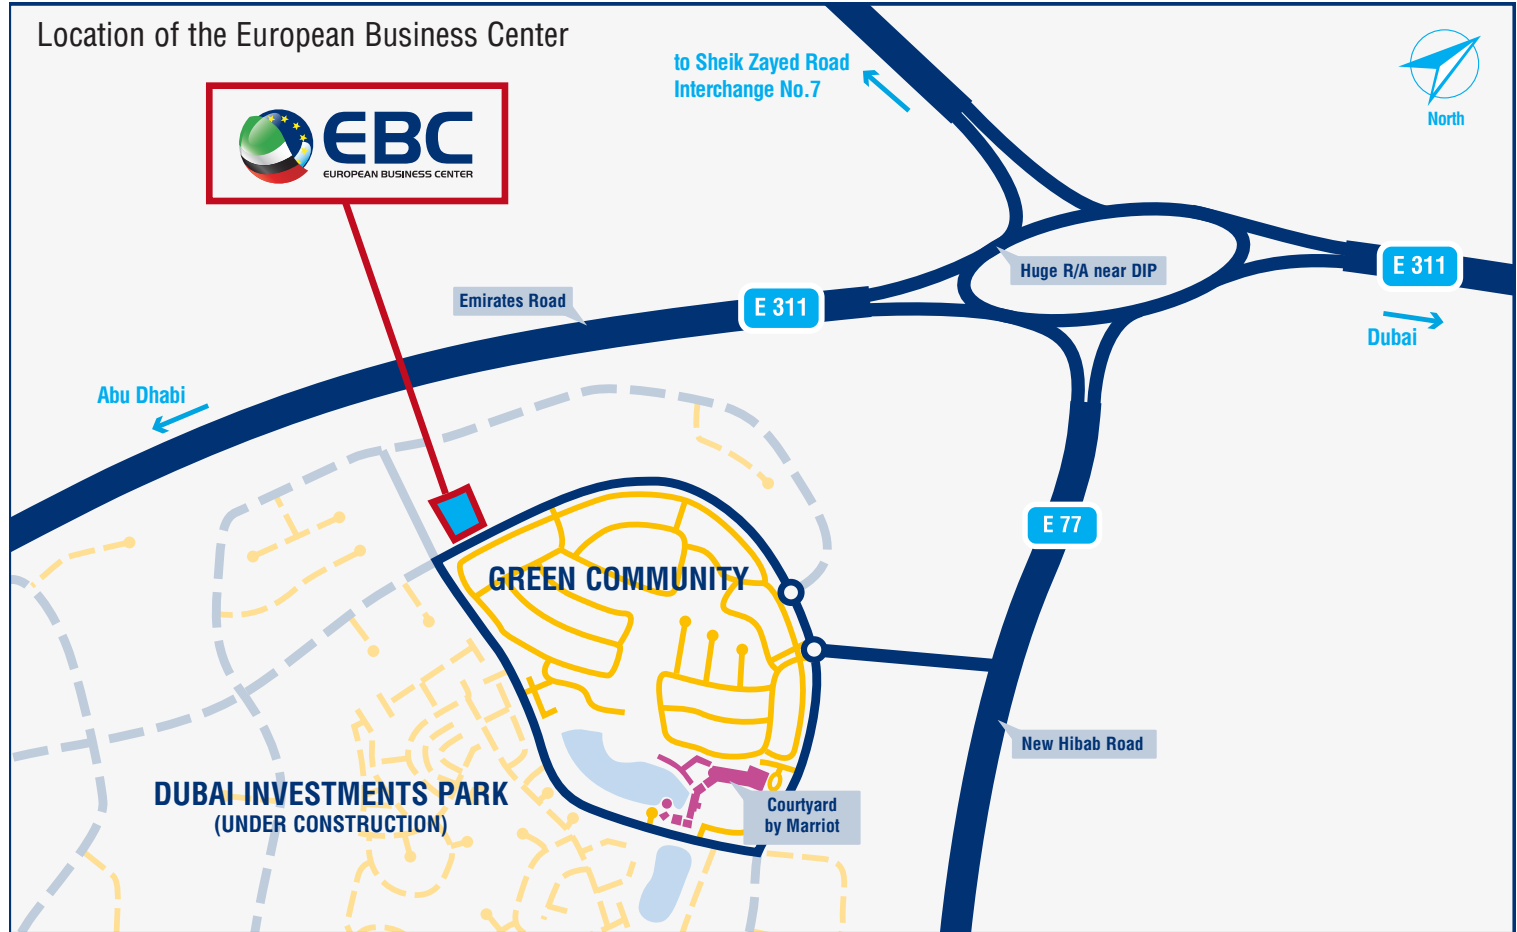 Location of the European Business Center
EBC
EUROPEAN BUSINESS CENTER
to Sheik Zayed Road
Interchange No.7
North
Huge R/A near DIP
E 311
Dubai
Emirates Road
E 311
Abu Dhabi
E 77
GREEN COMMUNITY
New Hibab Road
DUBAI INVESTMENTS PARK
(UNDER CONSTRUCTION)
Courtyard
by Marriot